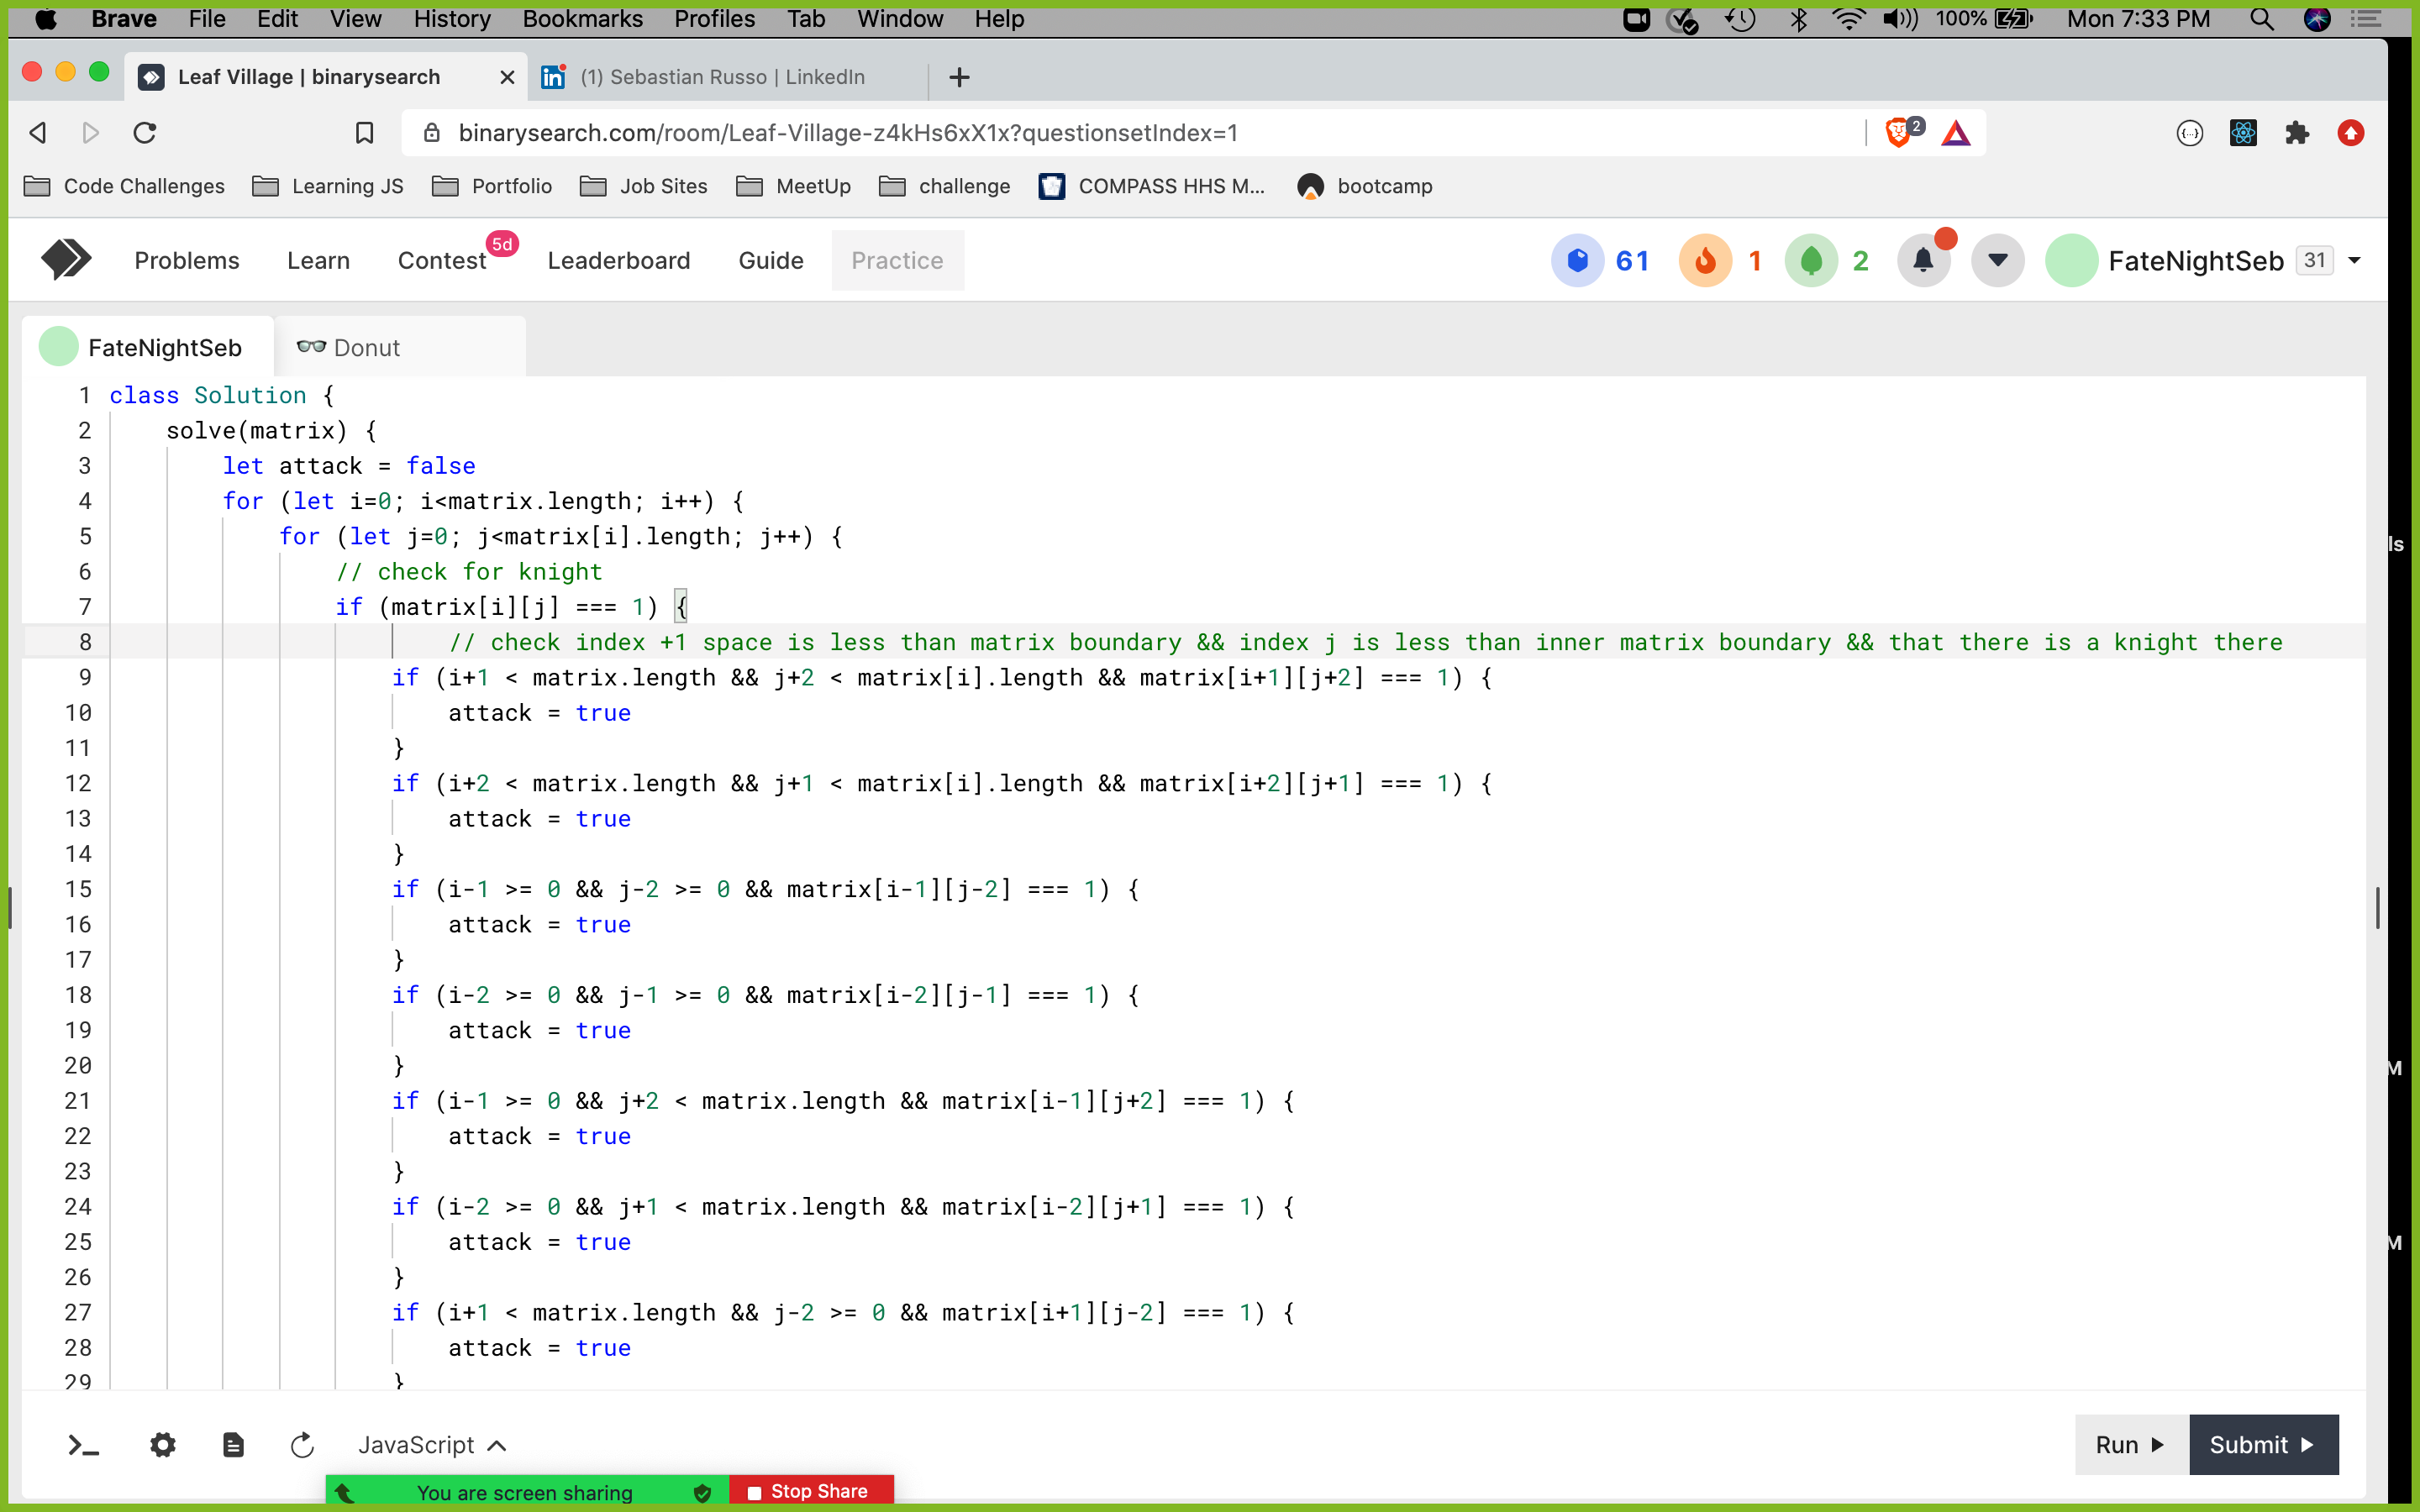 Brave File Edit View History Bookmarks Profiles Tab Window Help 100% Mon 7:33 PM
Leaf Village | binarysearch (1) Sebastian Russo | LinkedIn
binarysearch.com/room/Leaf-Village-z4kHs6xX1x?questionsetIndex=1 2
Code Challenges Learning JS Portfolio Job Sites MeetUp challenge COMPASS HHS M... bootcamp
Problems Learn Contest 5d Leaderboard Guide Practice 61 1 2 FateNightSeb 31
FateNightSeb Donut
1 class Solution {
2 solve(matrix) {
3 let attack = false
4 for (let i=0; i<matrix.length; i++) {
5 for (let j=0; j<matrix[i].length; j++) {
6 // check for knight
7 if (matrix[i][j] === 1) {
8 // check index +1 space is less than matrix boundary && index j is less than inner matrix boundary && that there is a knight there
9 if (i+1 < matrix.length && j+2 < matrix[i].length && matrix[i+1][j+2] === 1) {
10 attack = true
11 }
12 if (i+2 < matrix.length && j+1 < matrix[i].length && matrix[i+2][j+1] === 1) {
13 attack = true
14 }
15 if (i-1 >= 0 && j-2 >= 0 && matrix[i-1][j-2] === 1) {
16 attack = true
17 }
18 if (i-2 >= 0 && j-1 >= 0 && matrix[i-2][j-1] === 1) {
19 attack = true
20 }
21 if (i-1 >= 0 && j+2 < matrix.length && matrix[i-1][j+2] === 1) {
22 attack = true
23 }
24 if (i-2 >= 0 && j+1 < matrix.length && matrix[i-2][j+1] === 1) {
25 attack = true
26 }
27 if (i+1 < matrix.length && j-2 >= 0 && matrix[i+1][j-2] === 1) {
28 attack = true
29 }
JavaScript Run Submit
You are screen sharing Stop Share
ls
M
M